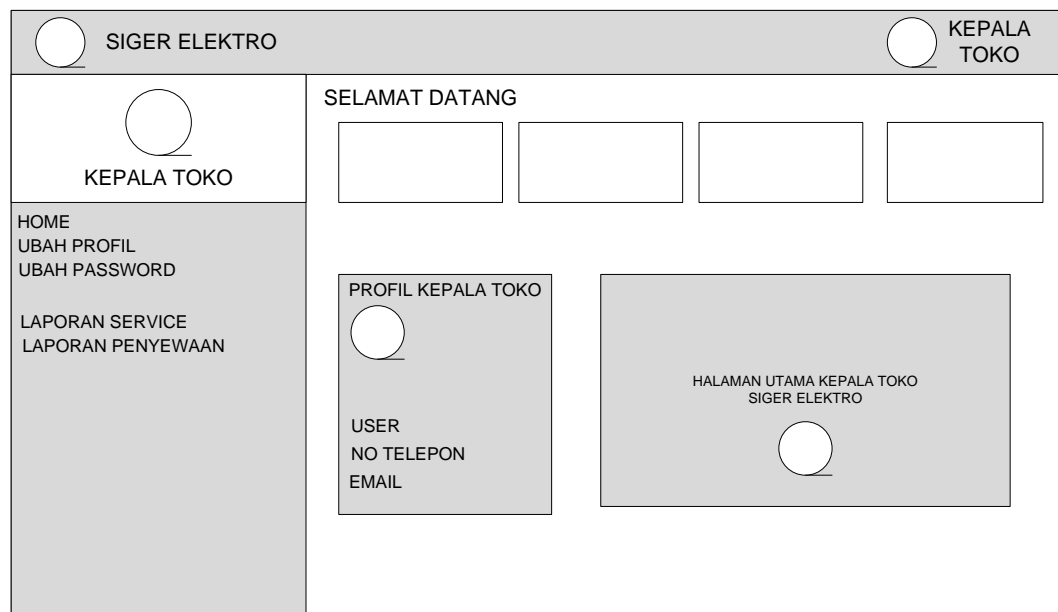 SIGER ELEKTRO
KEPALA
TOKO
KEPALA TOKO
HOME
UBAH PROFIL
UBAH PASSWORD
LAPORAN SERVICE
LAPORAN PENYEWAAN
SELAMAT DATANG
PROFIL KEPALA TOKO
USER
NO TELEPON
EMAIL
HALAMAN UTAMA KEPALA TOKO
SIGER ELEKTRO